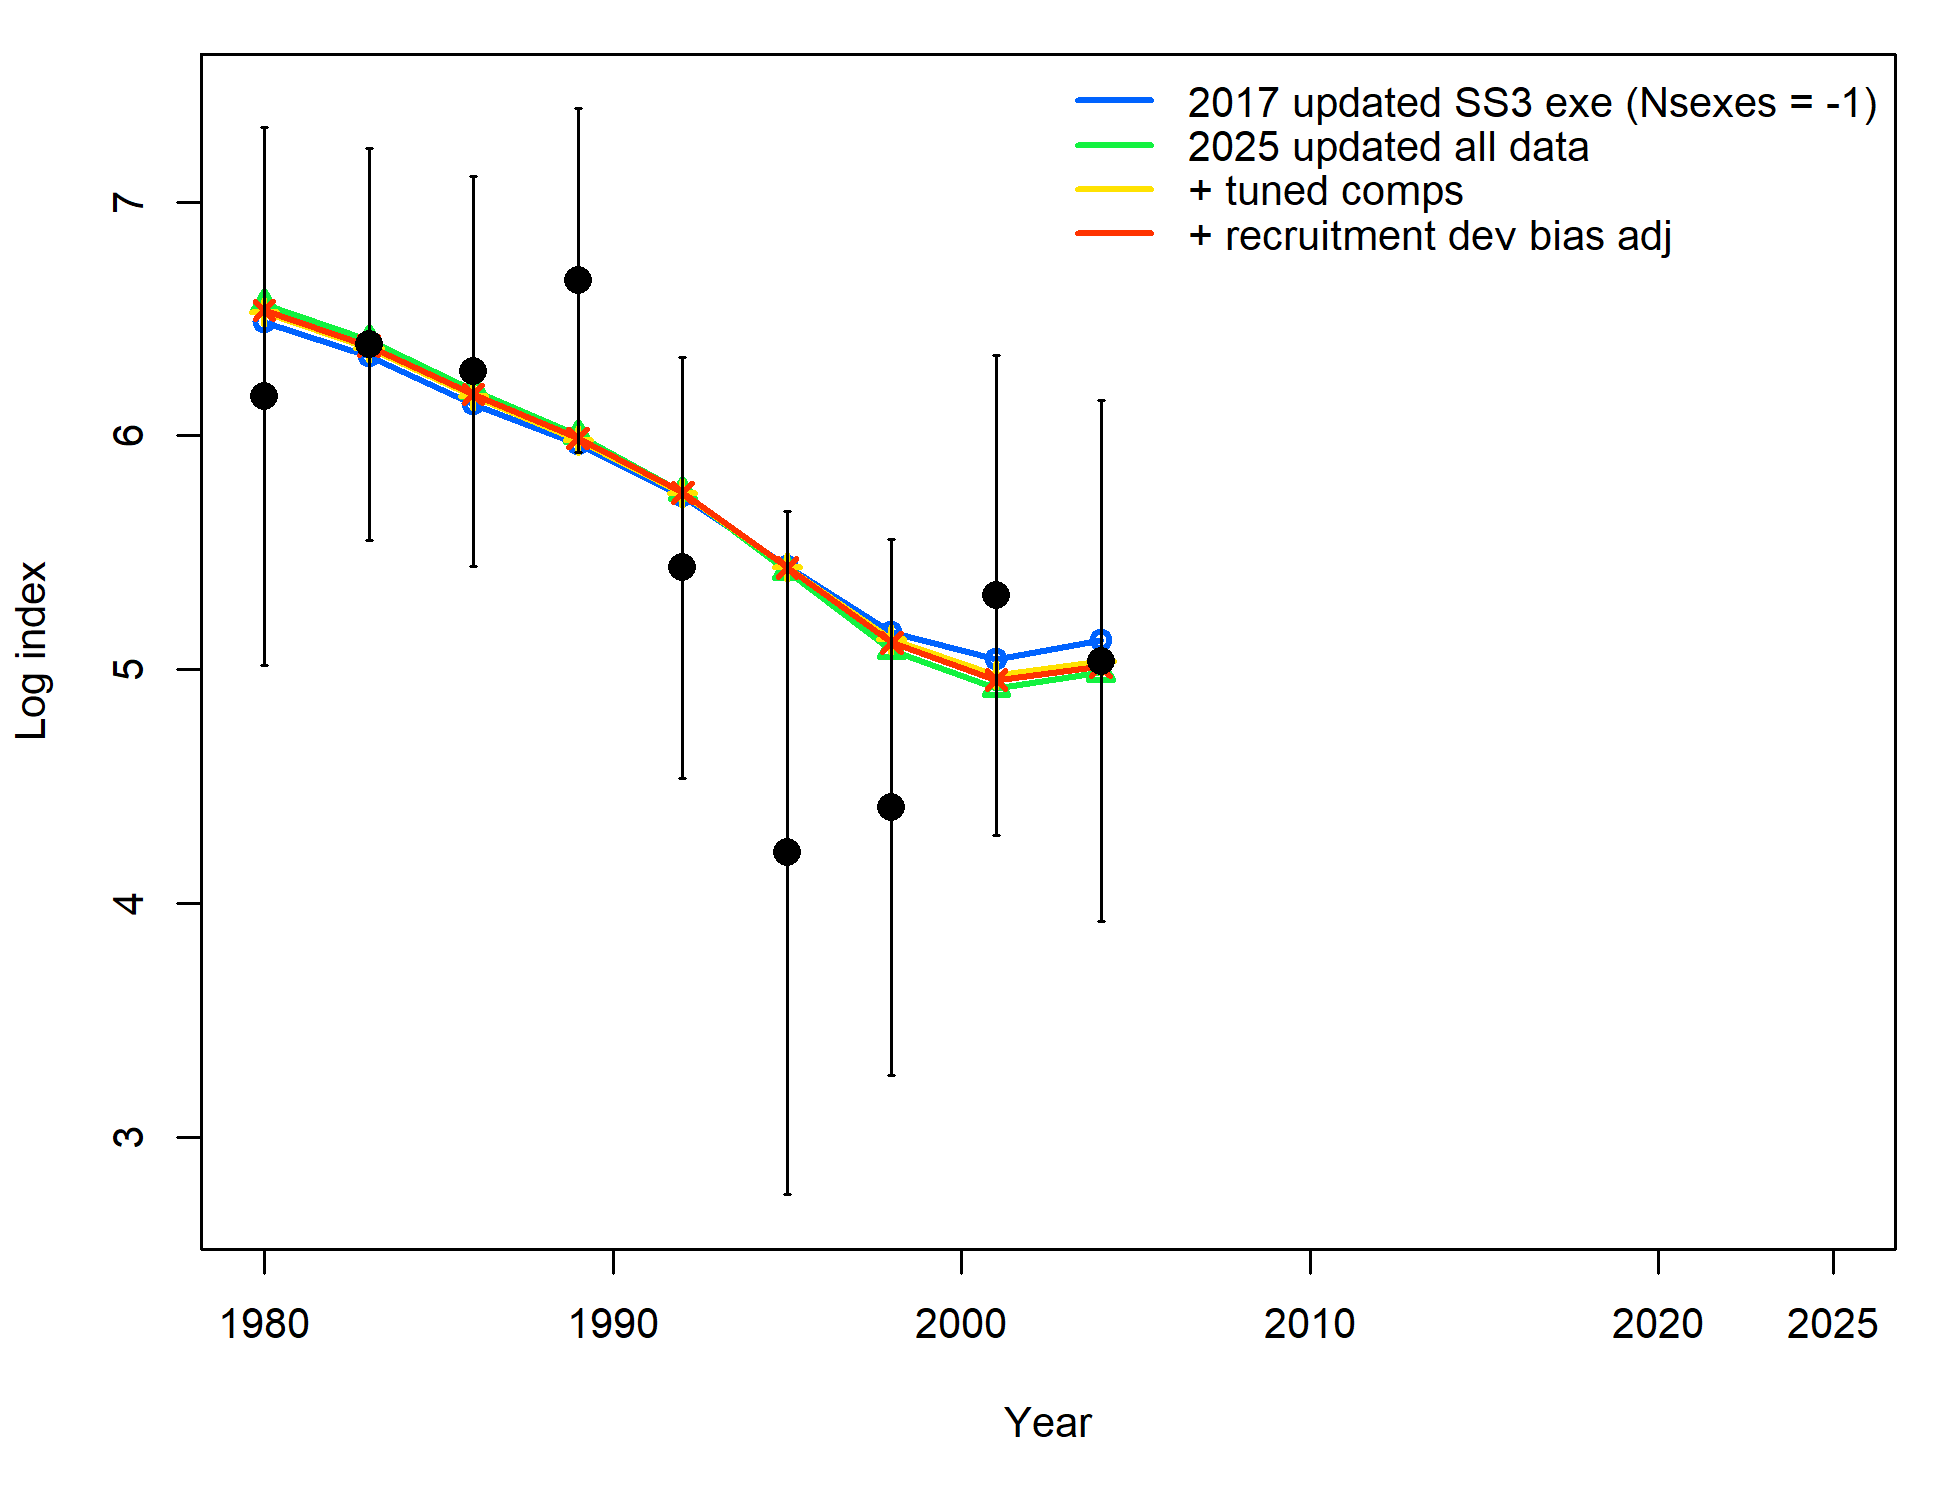 2017 updated SS3 exe (Nsexes = -1)
2025 updated all data
+ tuned comps
+ recruitment dev bias adj
7
6
5
4
3
Log index
1980 1990 2000 2010 2020 2025
Year